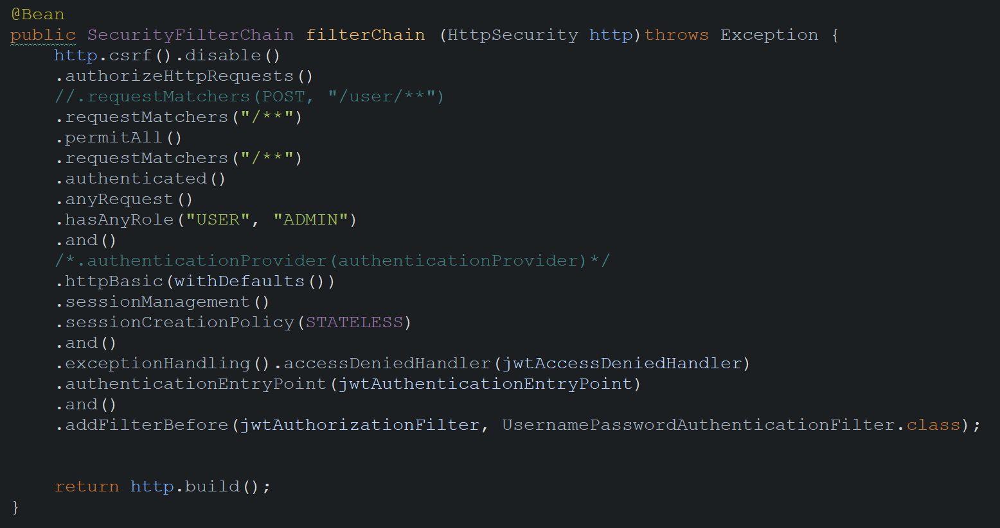 @Bean
public SecurityFilterChain filterChain (HttpSecurity http)throws Exception {
    http.csrf().disable()
    .authorizeHttpRequests()
    //.requestMatchers(POST, "/user/**")
    .requestMatchers("/**")
    .permitAll()
    .requestMatchers("/**")
    .authenticated()
    .anyRequest()
    .hasAnyRole("USER", "ADMIN")
    .and()
    /*.authenticationProvider(authenticationProvider)*/
    .httpBasic(withDefaults())
    .sessionManagement()
    .sessionCreationPolicy(STATELESS)
    .and()
    .exceptionHandling().accessDeniedHandler(jwtAccessDeniedHandler)
    .authenticationEntryPoint(jwtAuthenticationEntryPoint)
    .and()
    .addFilterBefore(jwtAuthorizationFilter, UsernamePasswordAuthenticationFilter.class);
    return http.build();
}